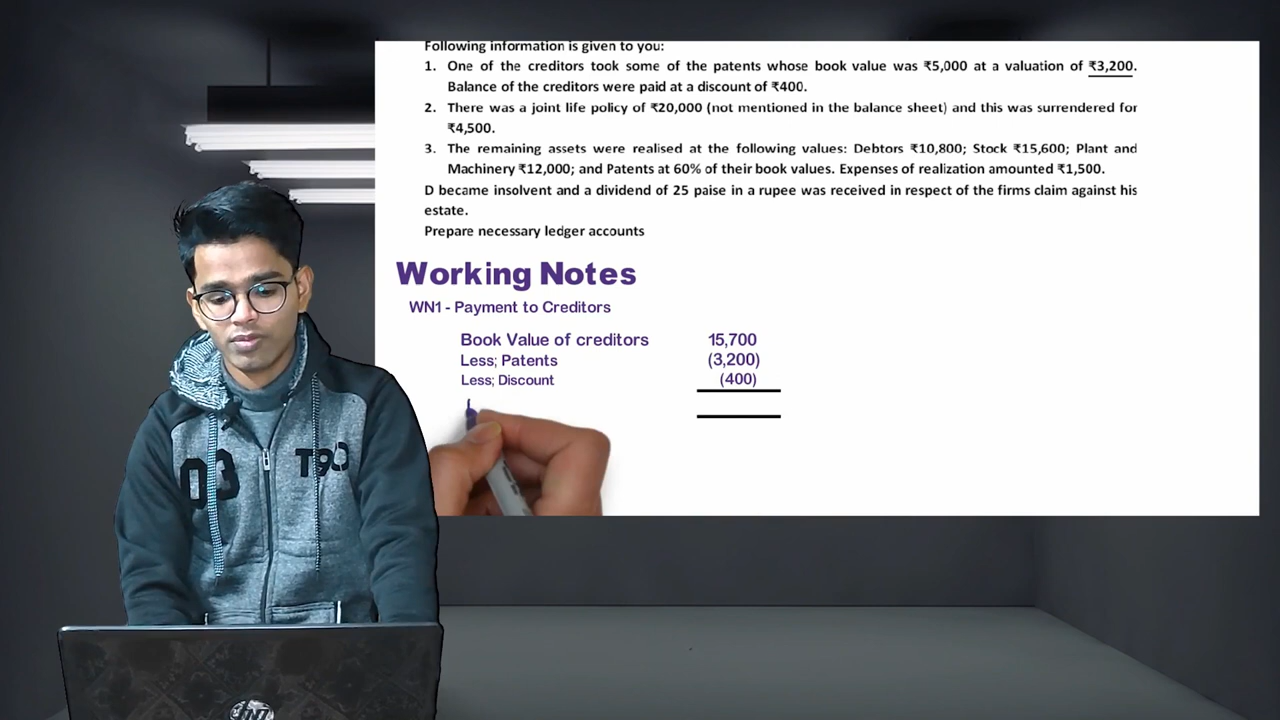 Following information is given to you:
1. One of the creditors took some of the patents whose book value was ₹5,000 at a valuation of ₹3,200.
Balance of the creditors were paid at a discount of ₹400.
2. There was a joint life policy of ₹20,000 (not mentioned in the balance sheet) and this was surrendered for
₹4,500.
3. The remaining assets were realised at the following values: Debtors ₹10,800; Stock ₹15,600; Plant and
Machinery ₹12,000; and Patents at 60% of their book values. Expenses of realization amounted ₹1,500.
D became insolvent and a dividend of 25 paise in a rupee was received in respect of the firms claim against his
estate.
Prepare necessary ledger accounts
Working Notes
WN1 - Payment to Creditors
Book Value of creditors 15,700
Less; Patents (3,200)
Less; Discount (400)
03 T90